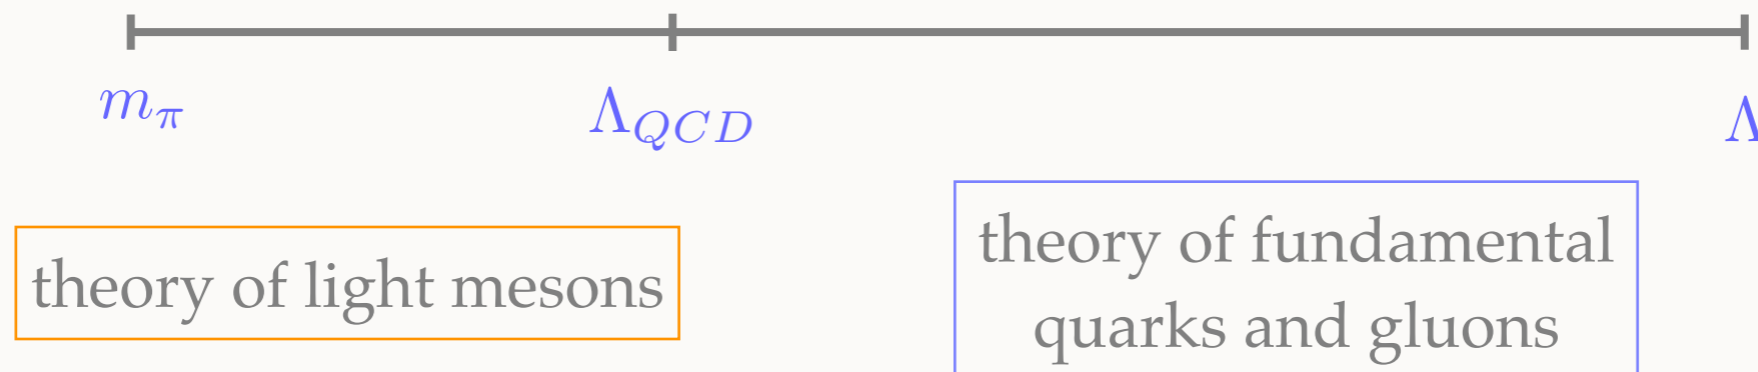 m_π Λ_QCD Λ
theory of light mesons
theory of fundamental
quarks and gluons